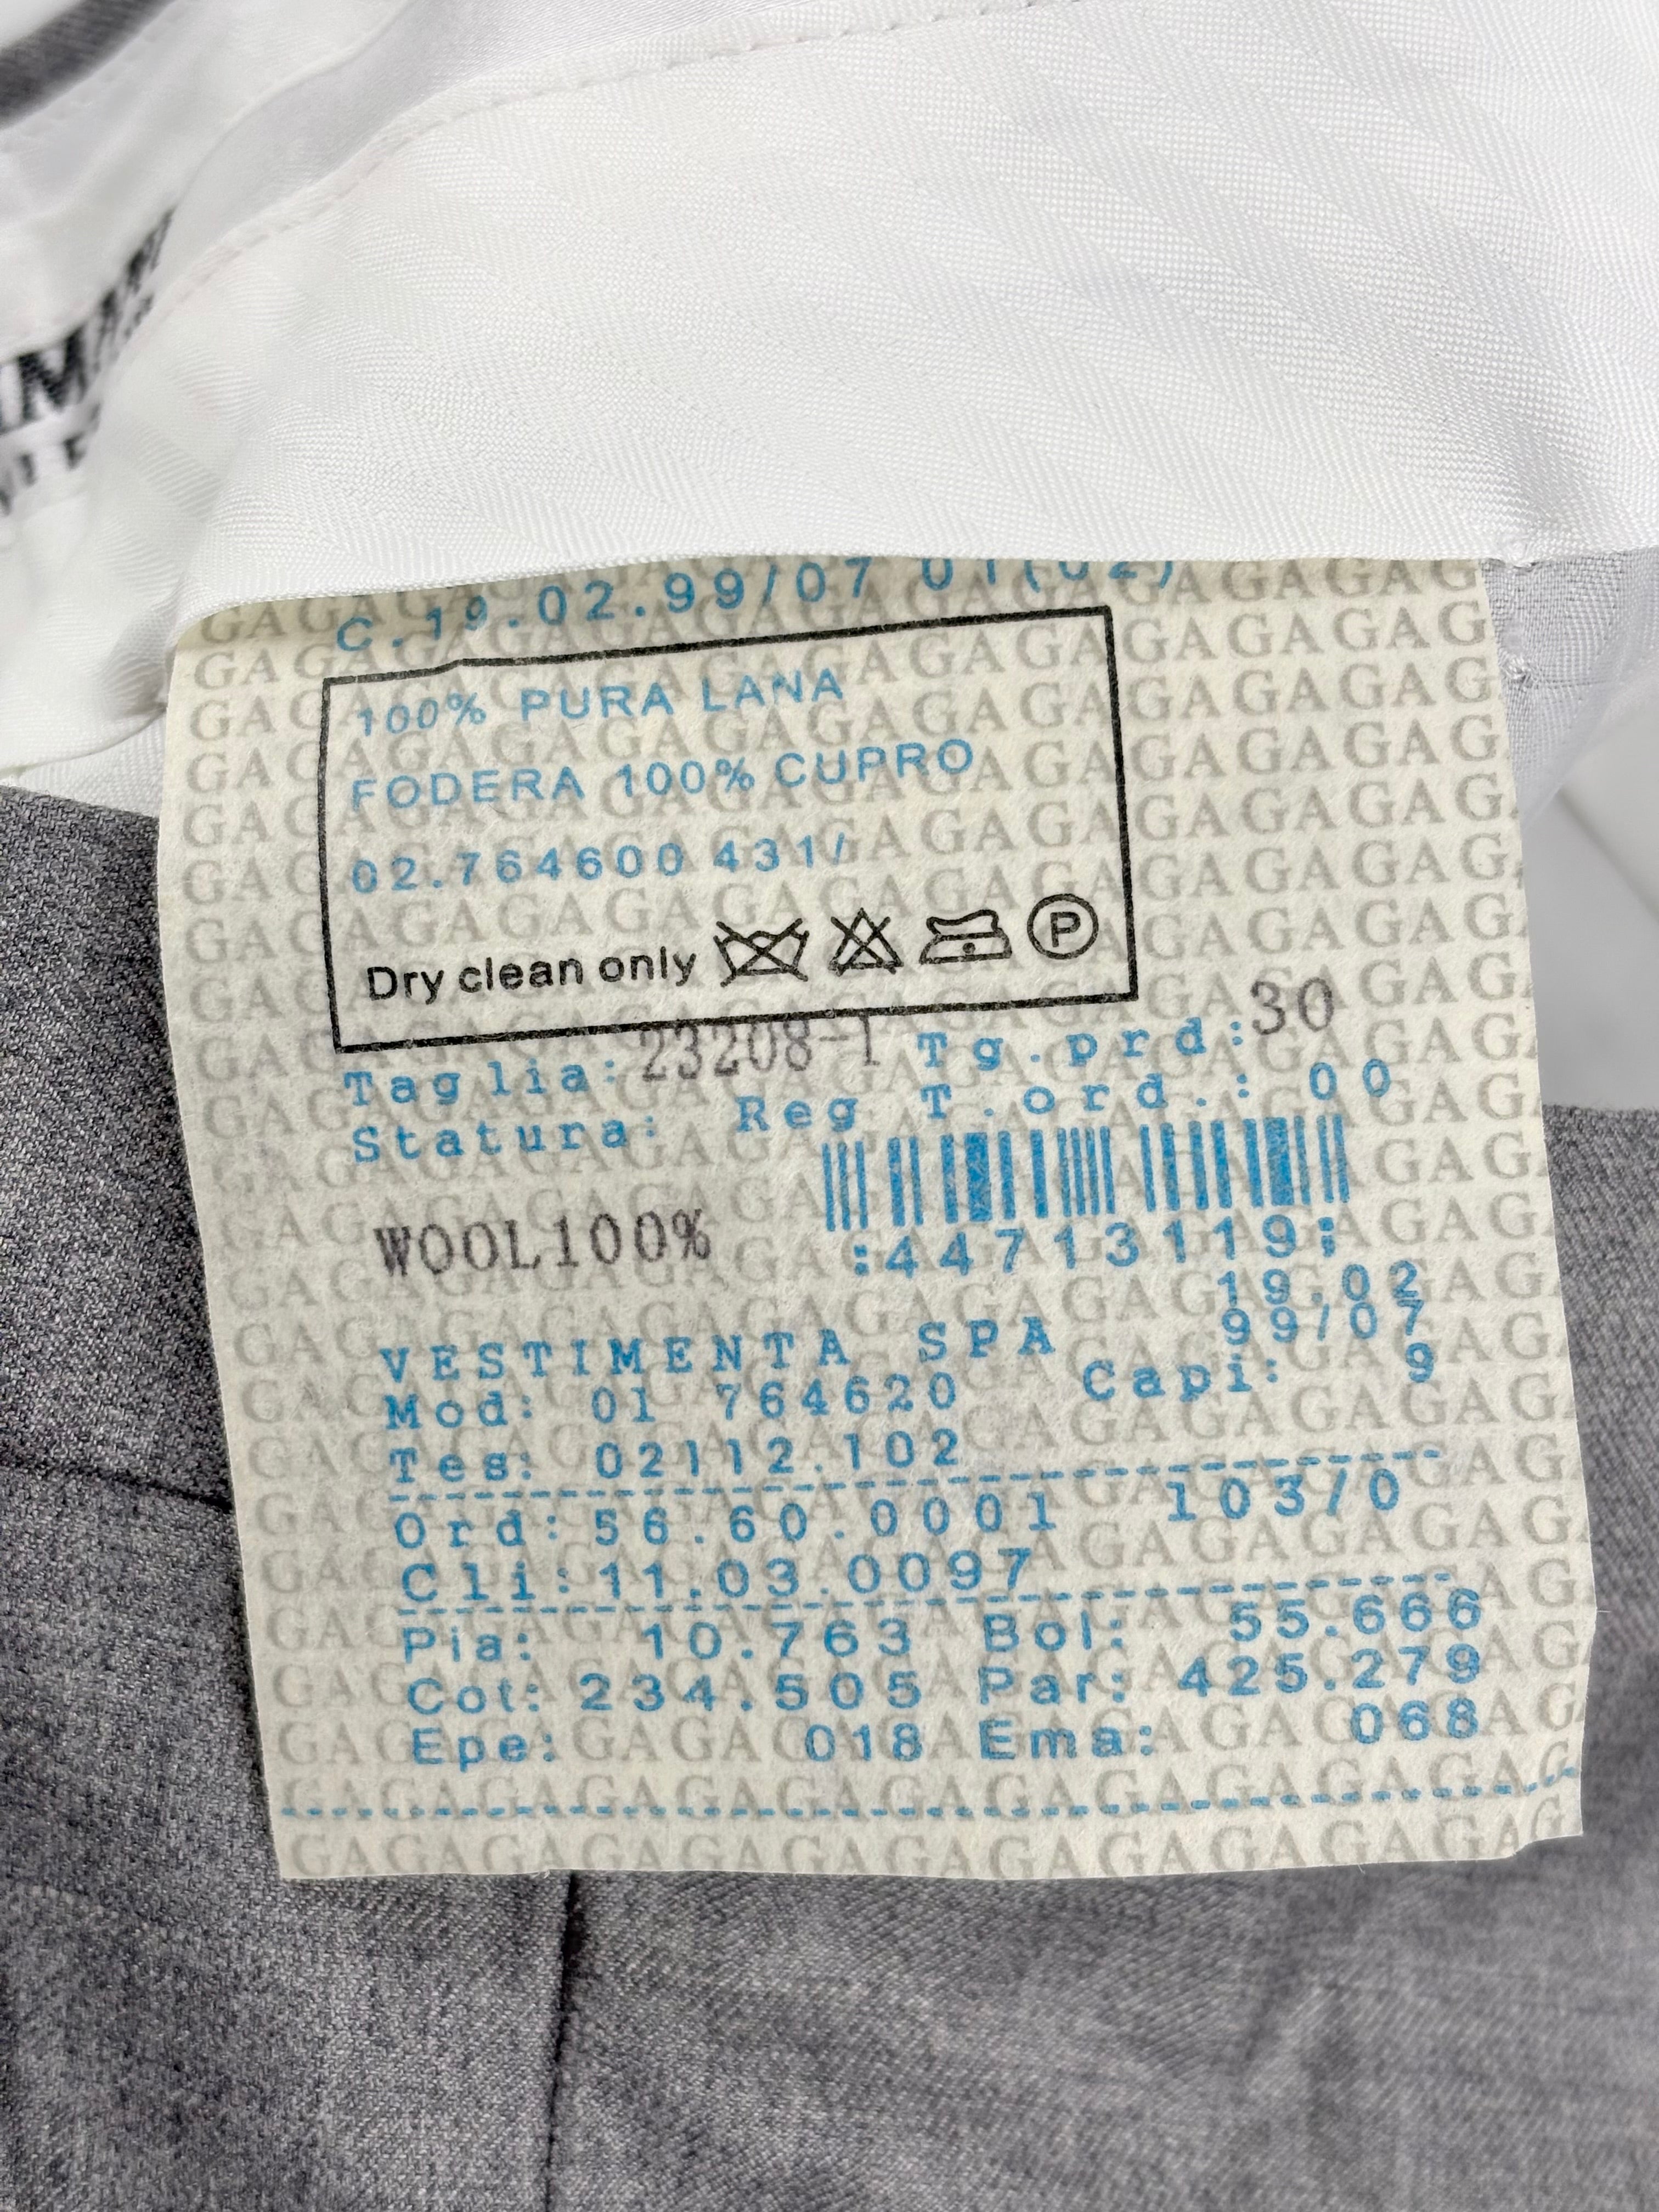 C.19.02.99/07 01(02)
100% PURA LANA
FODERA 100% CUPRO
02.764600 431/
Dry clean only P
Taglia: 23208-1 Tg.prd: 30
Statura: Reg T.ord.: 00
WOOL100%
:44713119:
19.02
VESTIMENTA SPA 99/07
Mod: 01 764620 Capi: 9
Tes: 02112.102
Ord:56.60.0001 103/0
Cli:11.03.0097
Pia: 10.763 Bol: 55.666
Cot: 234.505 Par: 425.279
Epe: 018 Ema: 068